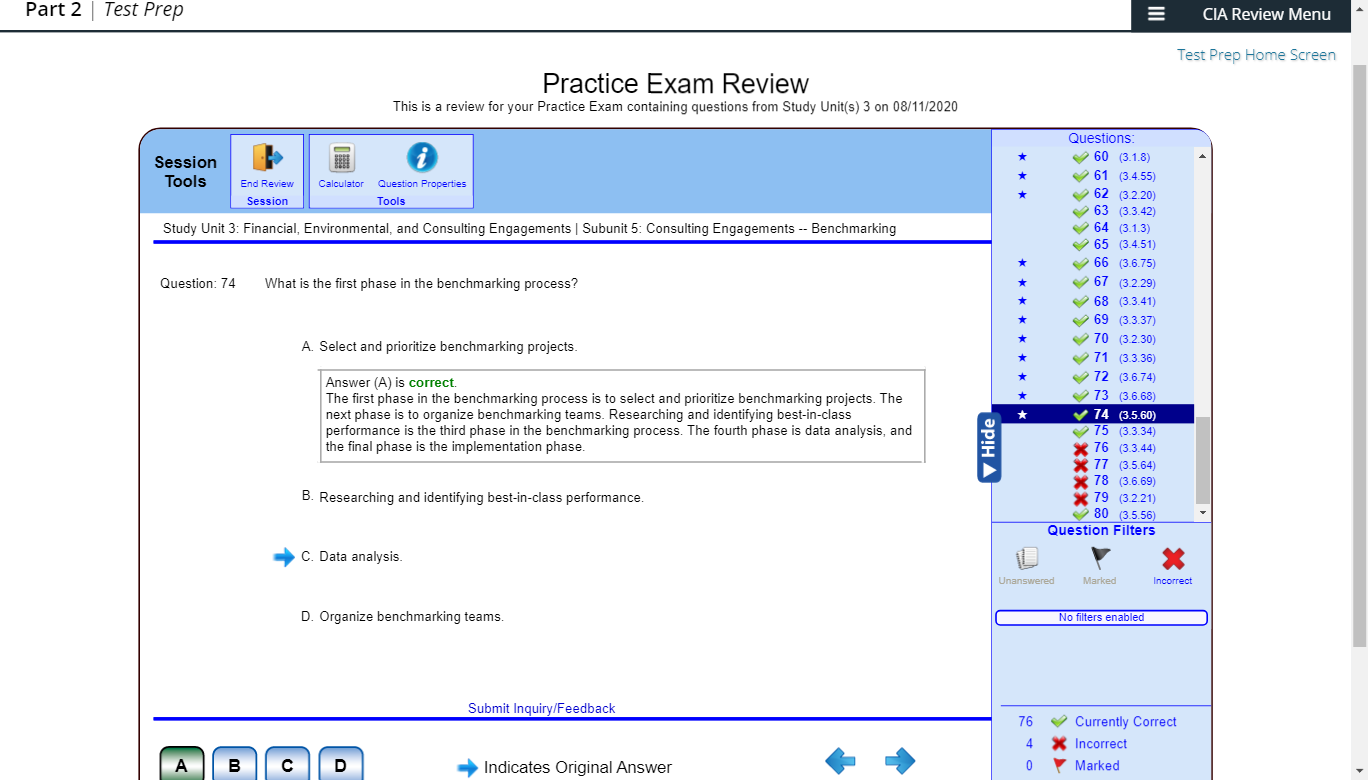 Part 2 | Test Prep
CIA Review Menu
Test Prep Home Screen
Practice Exam Review
This is a review for your Practice Exam containing questions from Study Unit(s) 3 on 08/11/2020
Session Tools
End Review
Session
Calculator
Question Properties
Tools
Study Unit 3: Financial, Environmental, and Consulting Engagements | Subunit 5: Consulting Engagements -- Benchmarking
Question: 74 What is the first phase in the benchmarking process?
A. Select and prioritize benchmarking projects.
Answer (A) is correct.
The first phase in the benchmarking process is to select and prioritize benchmarking projects. The
next phase is to organize benchmarking teams. Researching and identifying best-in-class
performance is the third phase in the benchmarking process. The fourth phase is data analysis, and
the final phase is the implementation phase.
B. Researching and identifying best-in-class performance.
C. Data analysis.
D. Organize benchmarking teams.
Submit Inquiry/Feedback
A B C D
Indicates Original Answer
Hide
Questions:
60 (3.1.8)
61 (3.4.55)
62 (3.2.20)
63 (3.3.42)
64 (3.1.3)
65 (3.4.51)
66 (3.6.75)
67 (3.2.29)
68 (3.3.41)
69 (3.3.37)
70 (3.2.30)
71 (3.3.36)
72 (3.6.74)
73 (3.6.68)
74 (3.5.60)
75 (3.3.34)
76 (3.3.44)
77 (3.5.64)
78 (3.6.69)
79 (3.2.21)
80 (3.5.56)
Question Filters
Unanswered
Marked
Incorrect
No filters enabled
76 Currently Correct
4 Incorrect
0 Marked